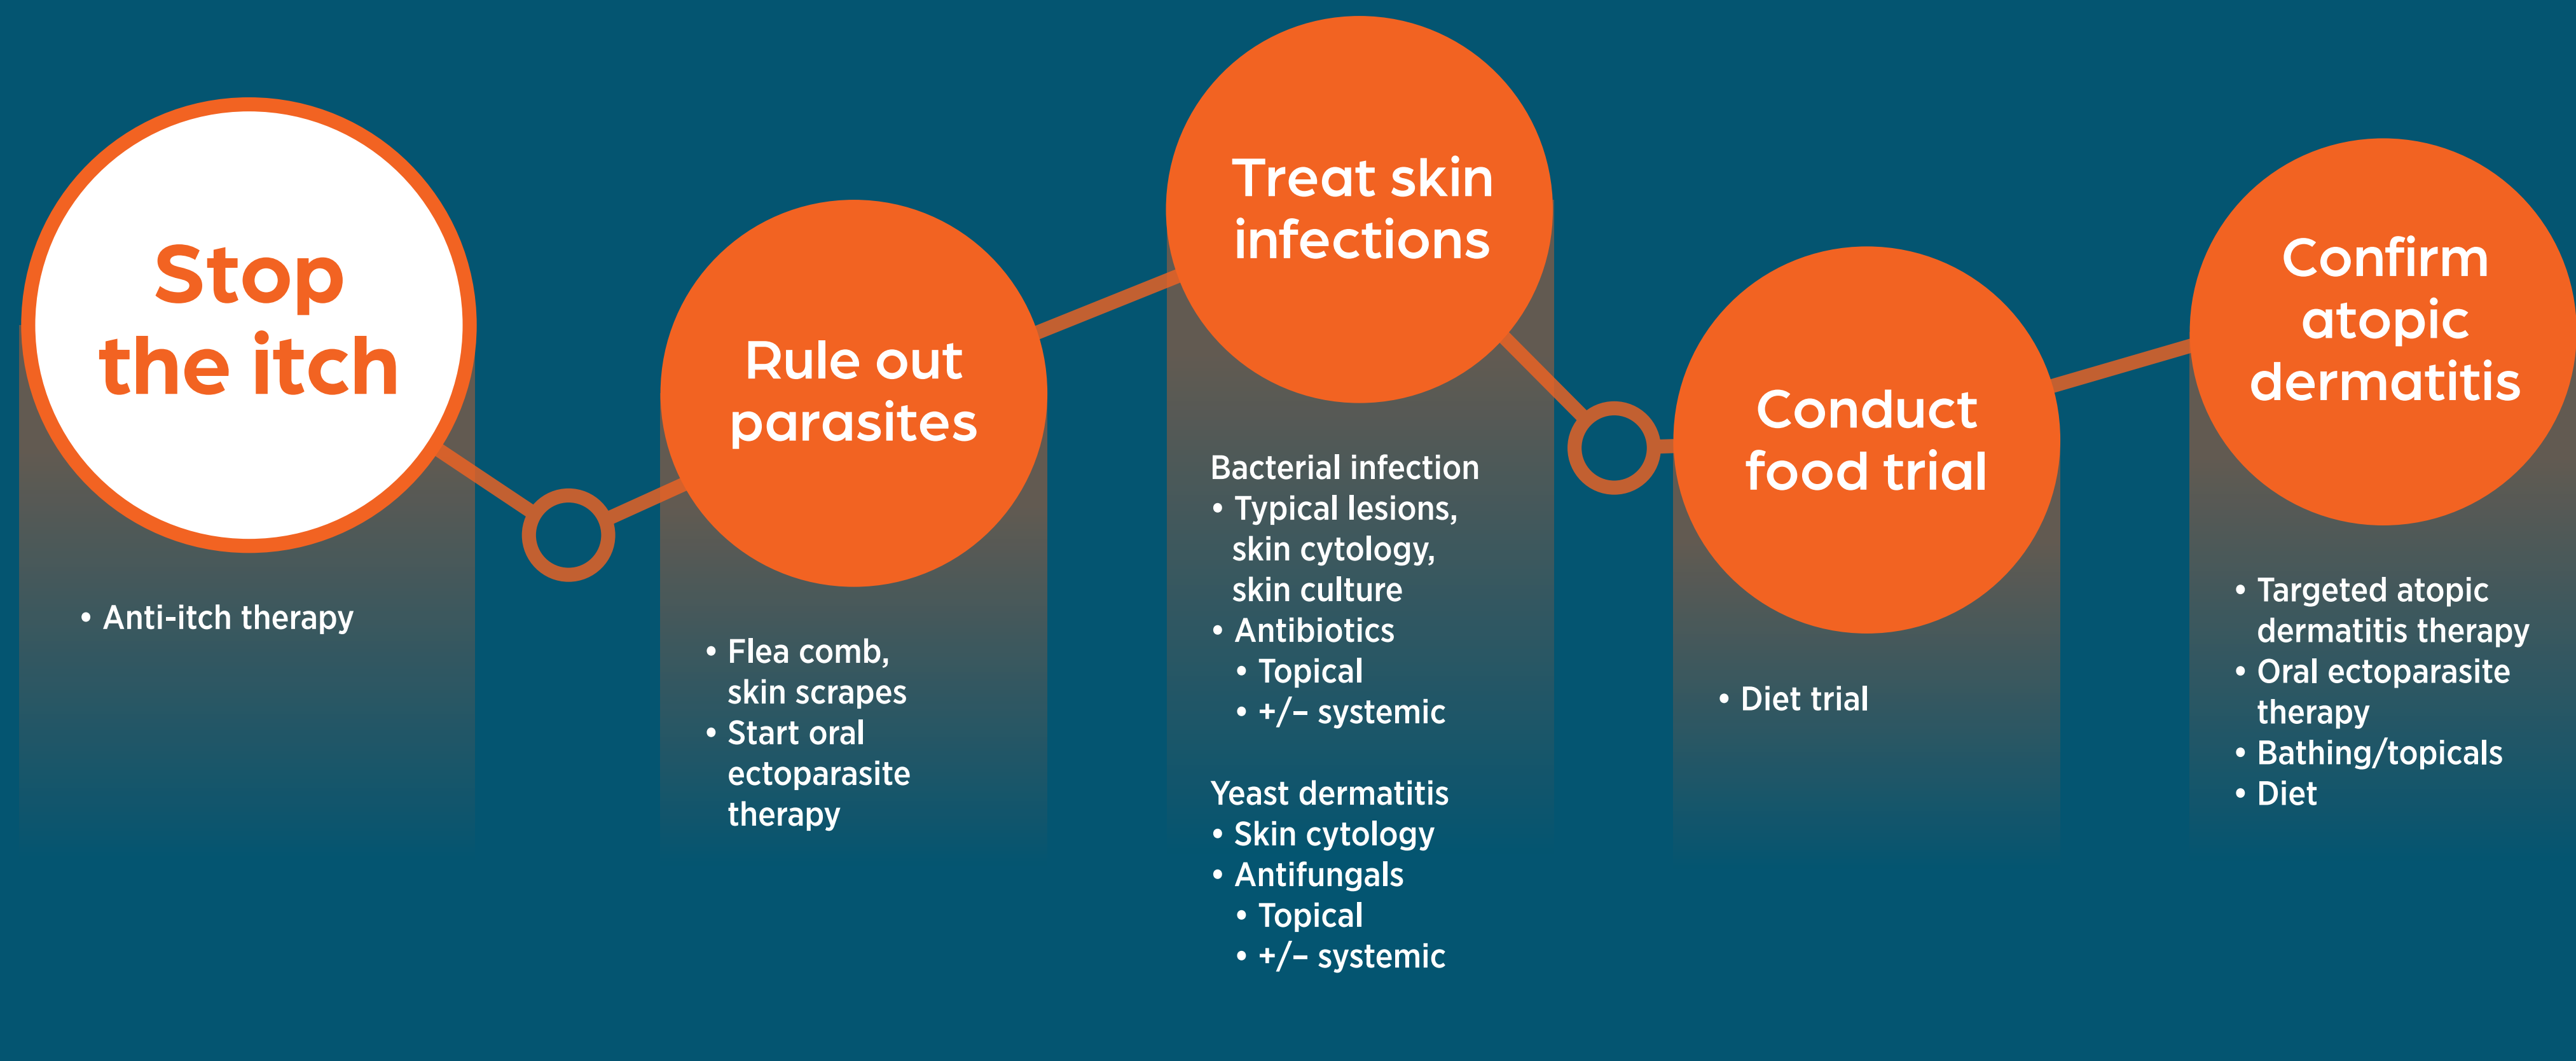 Stop
the itch
• Anti-itch therapy
Rule out
parasites
• Flea comb,
skin scrapes
• Start oral
ectoparasite
therapy
Treat skin
infections
Bacterial infection
• Typical lesions,
skin cytology,
skin culture
• Antibiotics
• Topical
• +/– systemic
Yeast dermatitis
• Skin cytology
• Antifungals
• Topical
• +/– systemic
Conduct
food trial
• Diet trial
Confirm
atopic
dermatitis
• Targeted atopic
dermatitis therapy
• Oral ectoparasite
therapy
• Bathing/topicals
• Diet